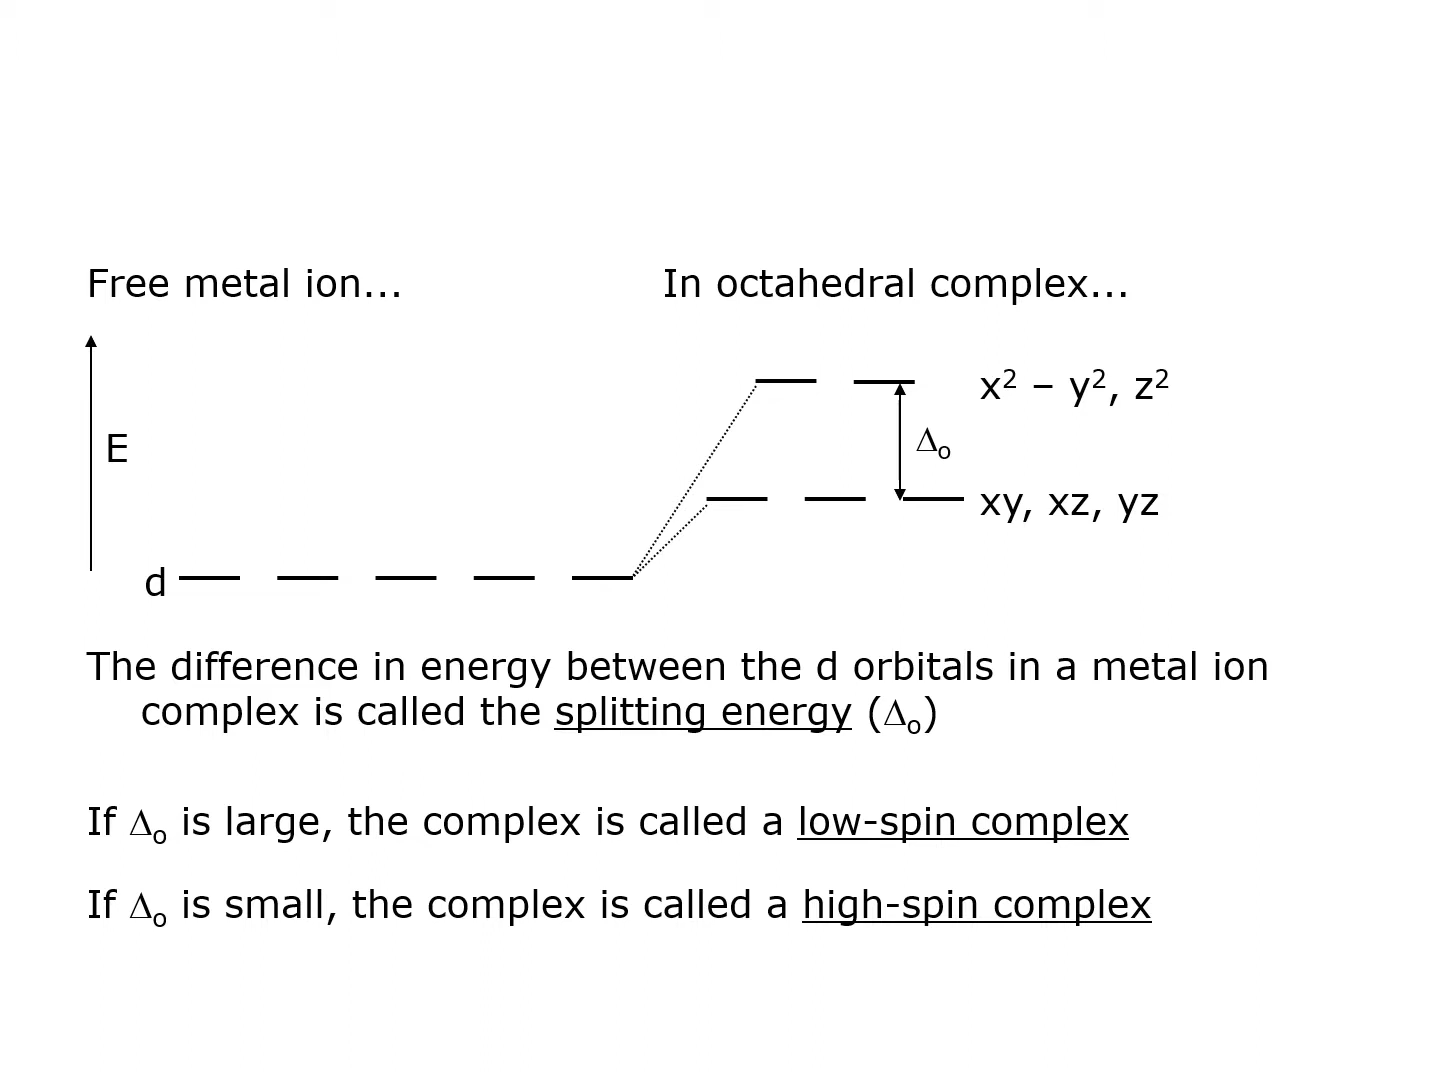 Free metal ion…
In octahedral complex…
x² – y², z²
E
Δₒ
xy, xz, yz
d
The difference in energy between the d orbitals in a metal ion
complex is called the splitting energy (Δₒ)
If Δₒ is large, the complex is called a low-spin complex
If Δₒ is small, the complex is called a high-spin complex